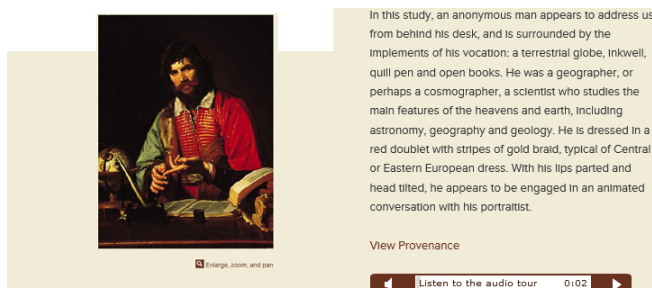 In this study, an anonymous man appears to address us
from behind his desk, and is surrounded by the
implements of his vocation: a terrestrial globe, inkwell,
quill pen and open books. He was a geographer, or
perhaps a cosmographer, a scientist who studies the
main features of the heavens and earth, including
astronomy, geography and geology. He is dressed in a
red doublet with stripes of gold braid, typical of Central
or Eastern European dress. With his lips parted and
head tilted, he appears to be engaged in an animated
conversation with his portraitist.
Enlarge, zoom, and pan
View Provenance
Listen to the audio tour 0:02